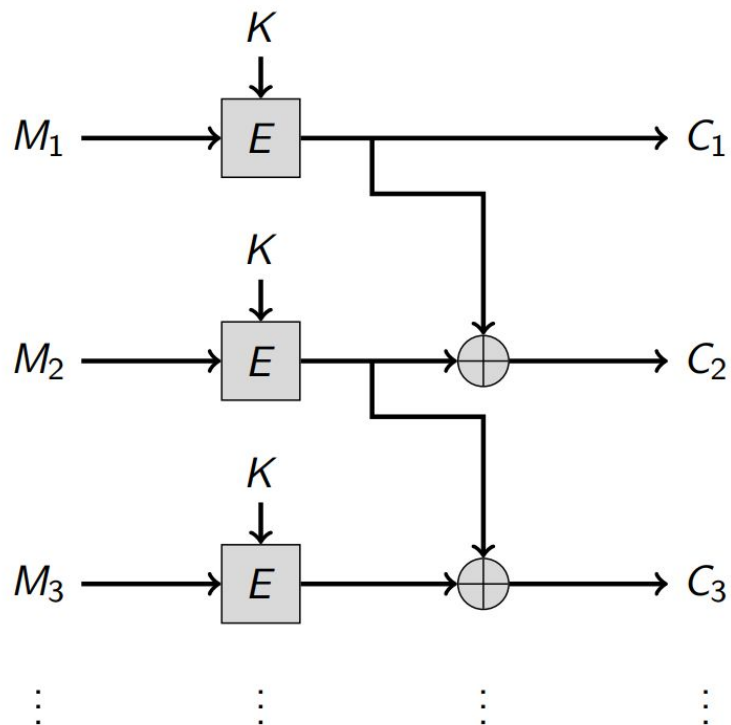 K
M₁ E C₁
K
M₂ E C₂
K
M₃ E C₃
⋮ ⋮ ⋮ ⋮